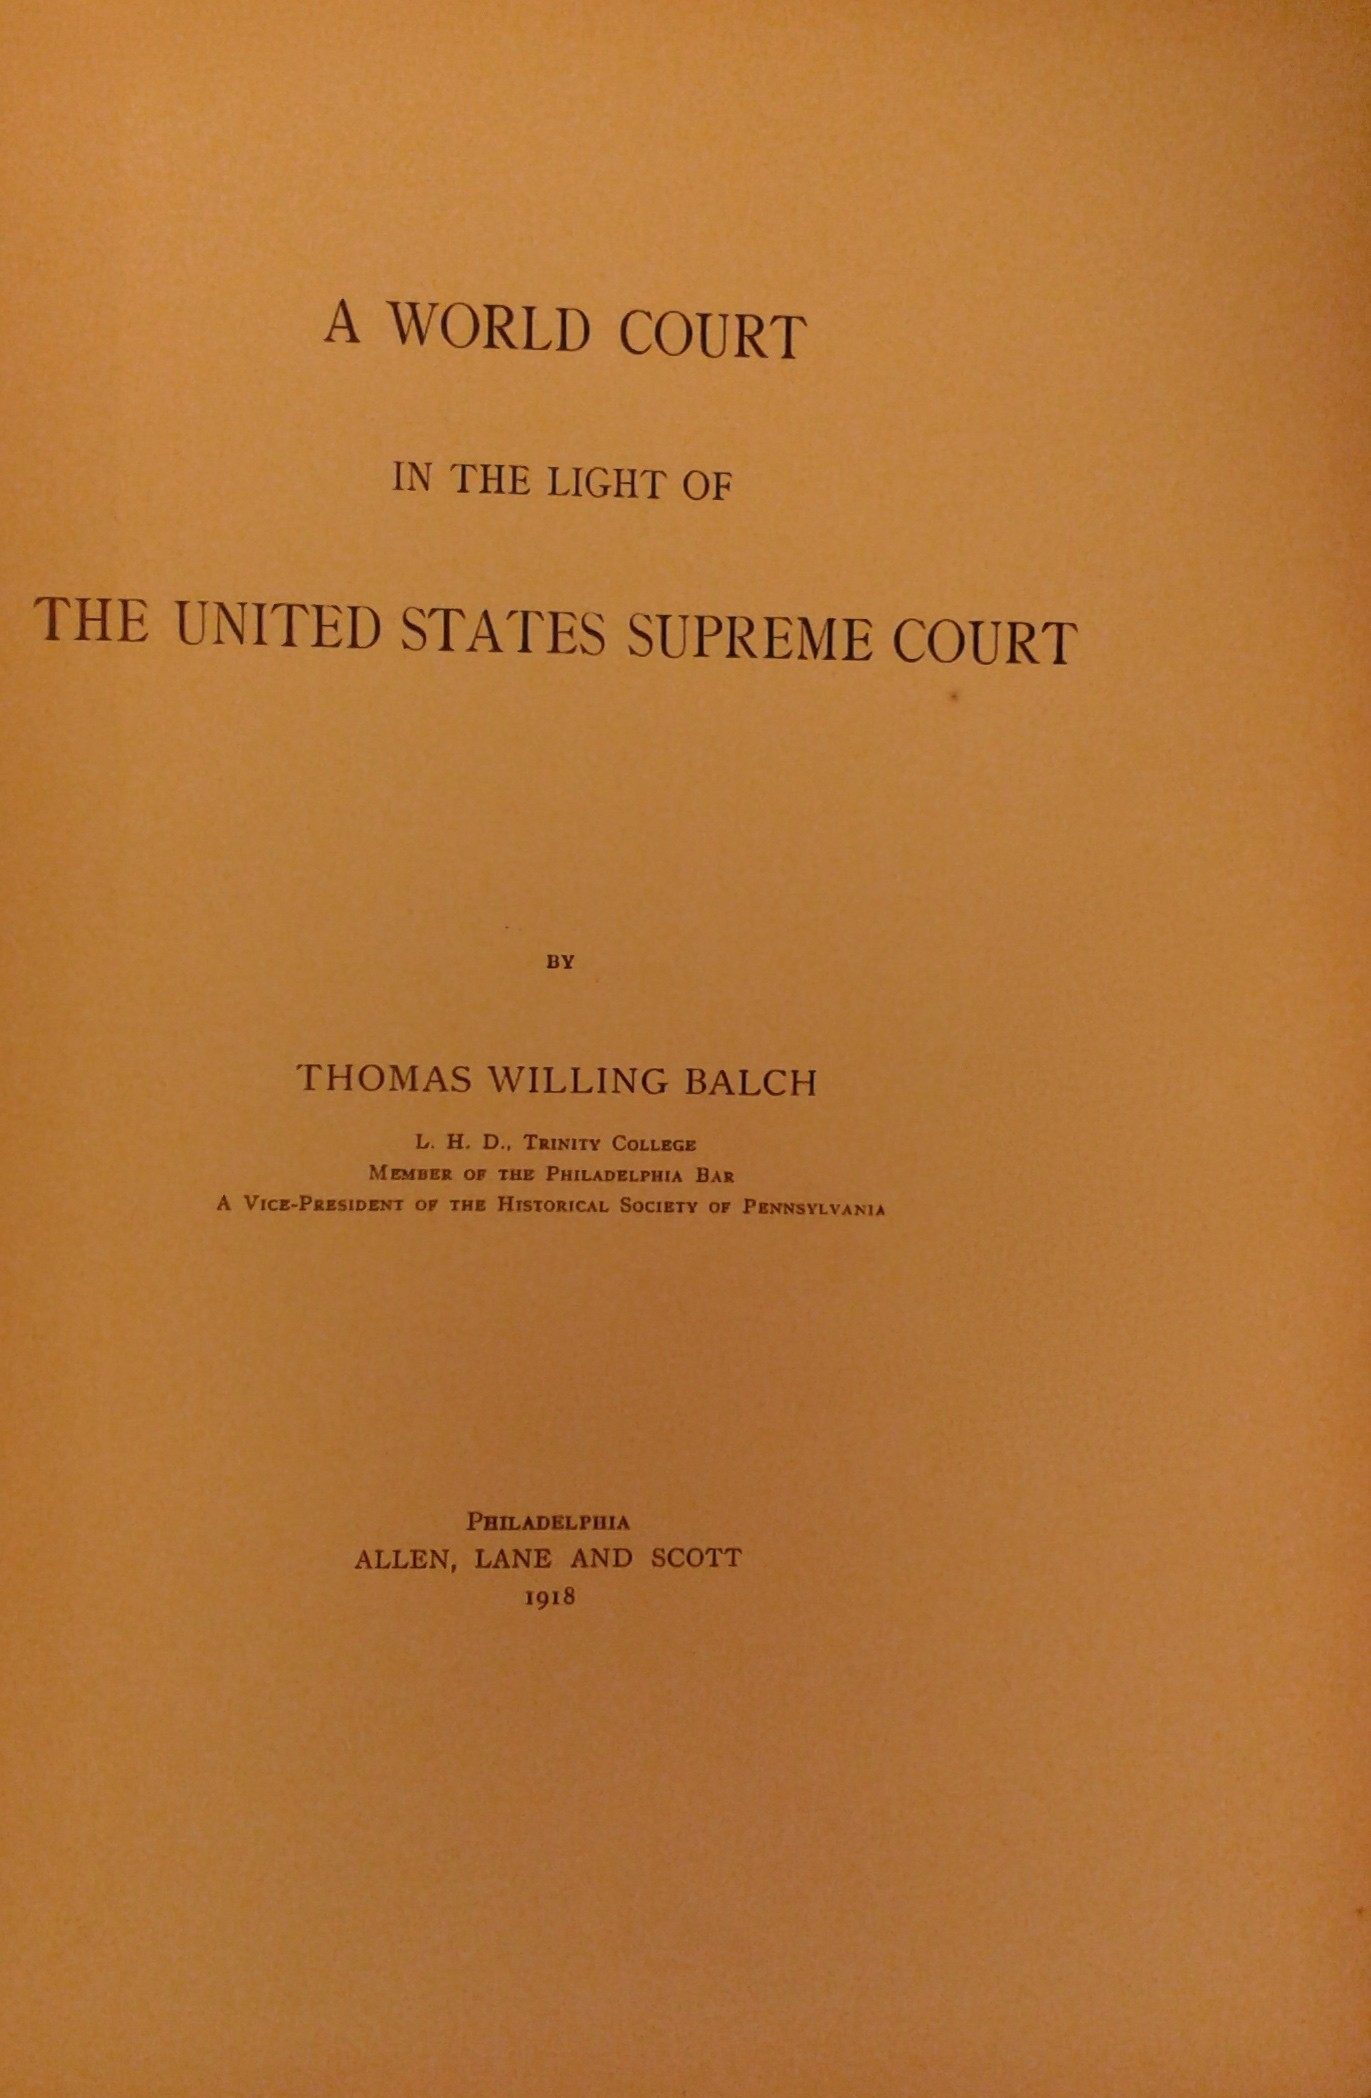 A WORLD COURT
IN THE LIGHT OF
THE UNITED STATES SUPREME COURT
BY
THOMAS WILLING BALCH
L. H. D., TRINITY COLLEGE
MEMBER OF THE PHILADELPHIA BAR
A VICE-PRESIDENT OF THE HISTORICAL SOCIETY OF PENNSYLVANIA
PHILADELPHIA
ALLEN, LANE AND SCOTT
1918